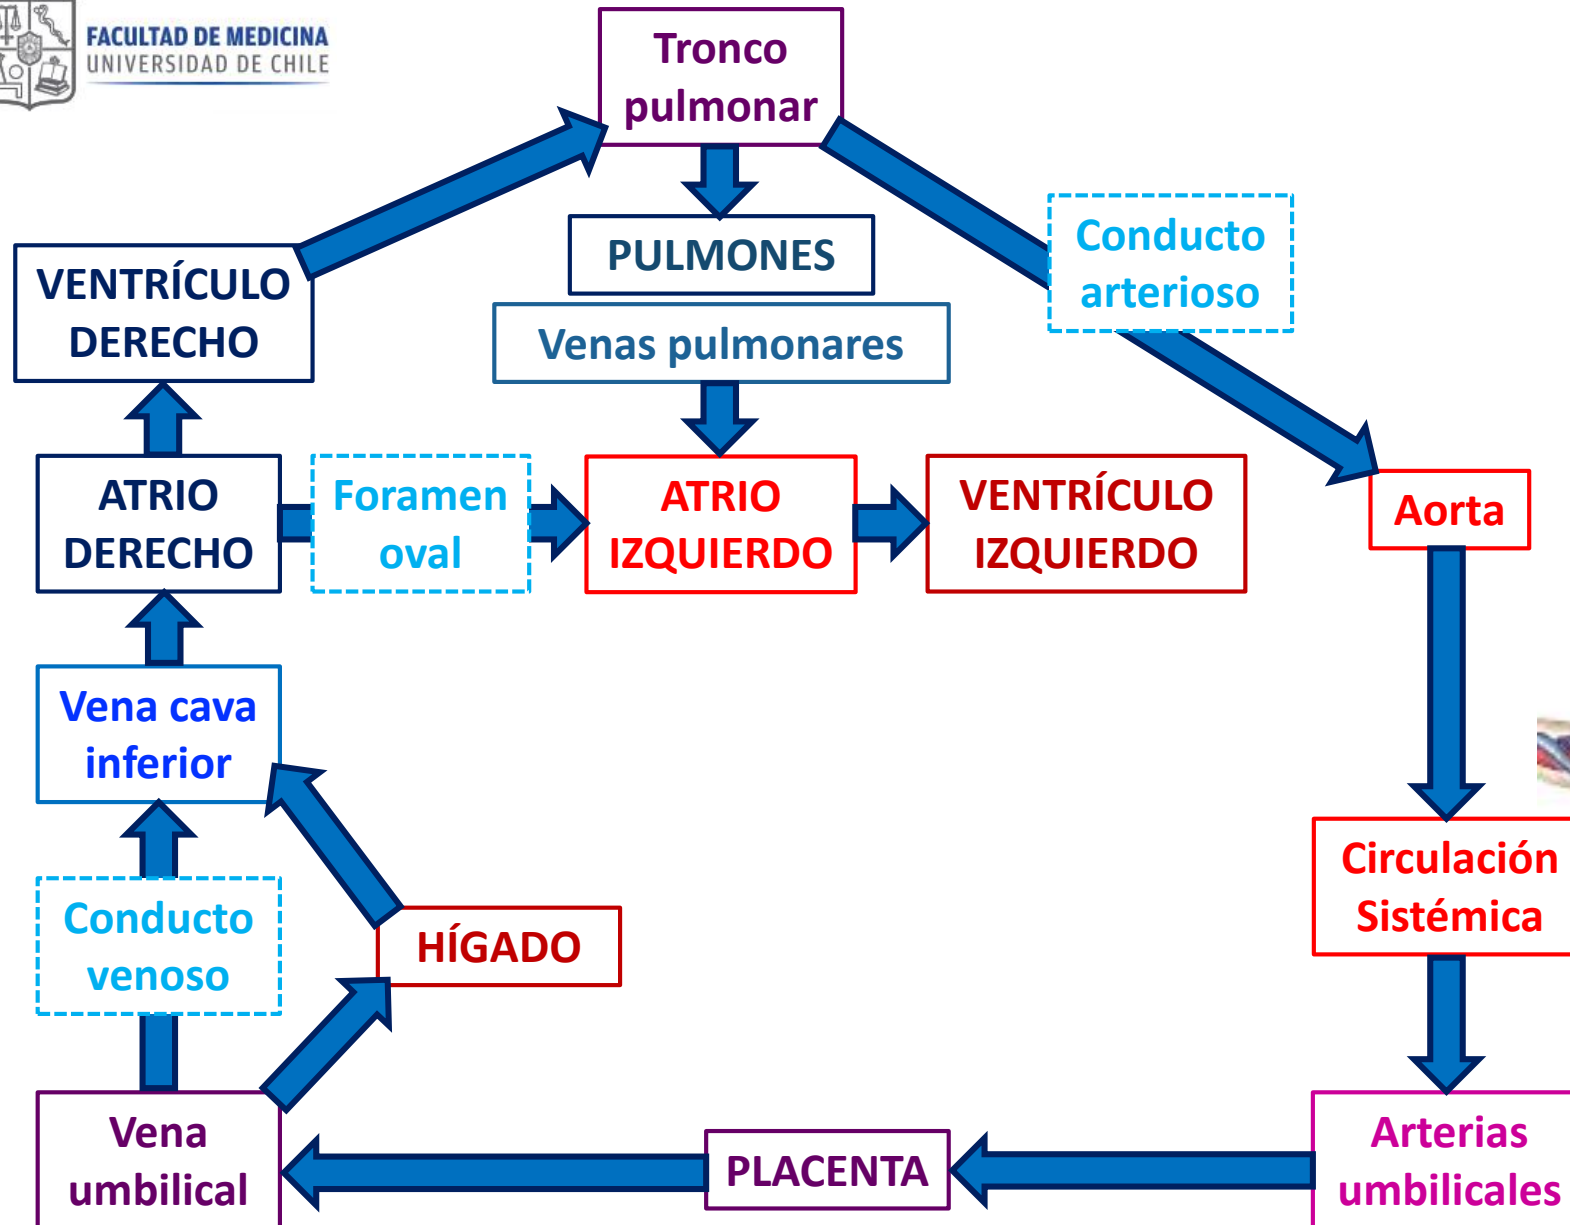 FACULTAD DE MEDICINA
UNIVERSIDAD DE CHILE
Tronco
pulmonar
PULMONES
Conducto
arterioso
VENTRÍCULO
DERECHO
Venas pulmonares
ATRIO
DERECHO
Foramen
oval
ATRIO
IZQUIERDO
VENTRÍCULO
IZQUIERDO
Aorta
Vena cava
inferior
Circulación
Sistémica
Conducto
venoso
HÍGADO
Vena
umbilical
PLACENTA
Arterias
umbilicales